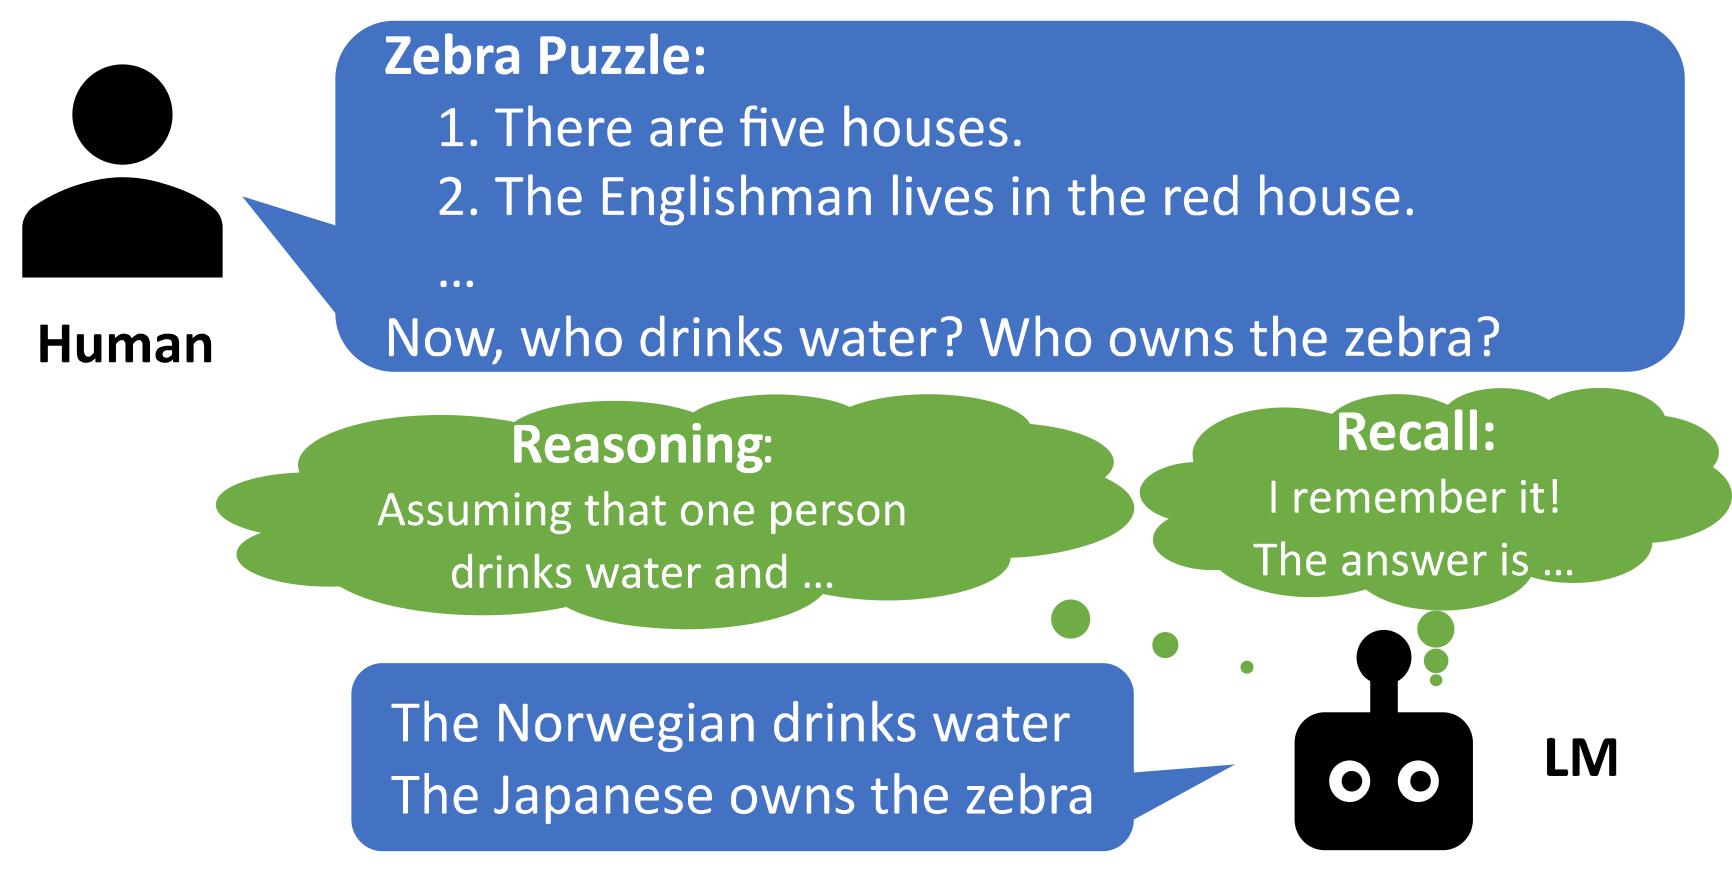 Zebra Puzzle:
1. There are five houses.
2. The Englishman lives in the red house.
...
Now, who drinks water? Who owns the zebra?
Human
Reasoning:
Assuming that one person
drinks water and ...
Recall:
I remember it!
The answer is ...
The Norwegian drinks water
The Japanese owns the zebra
LM